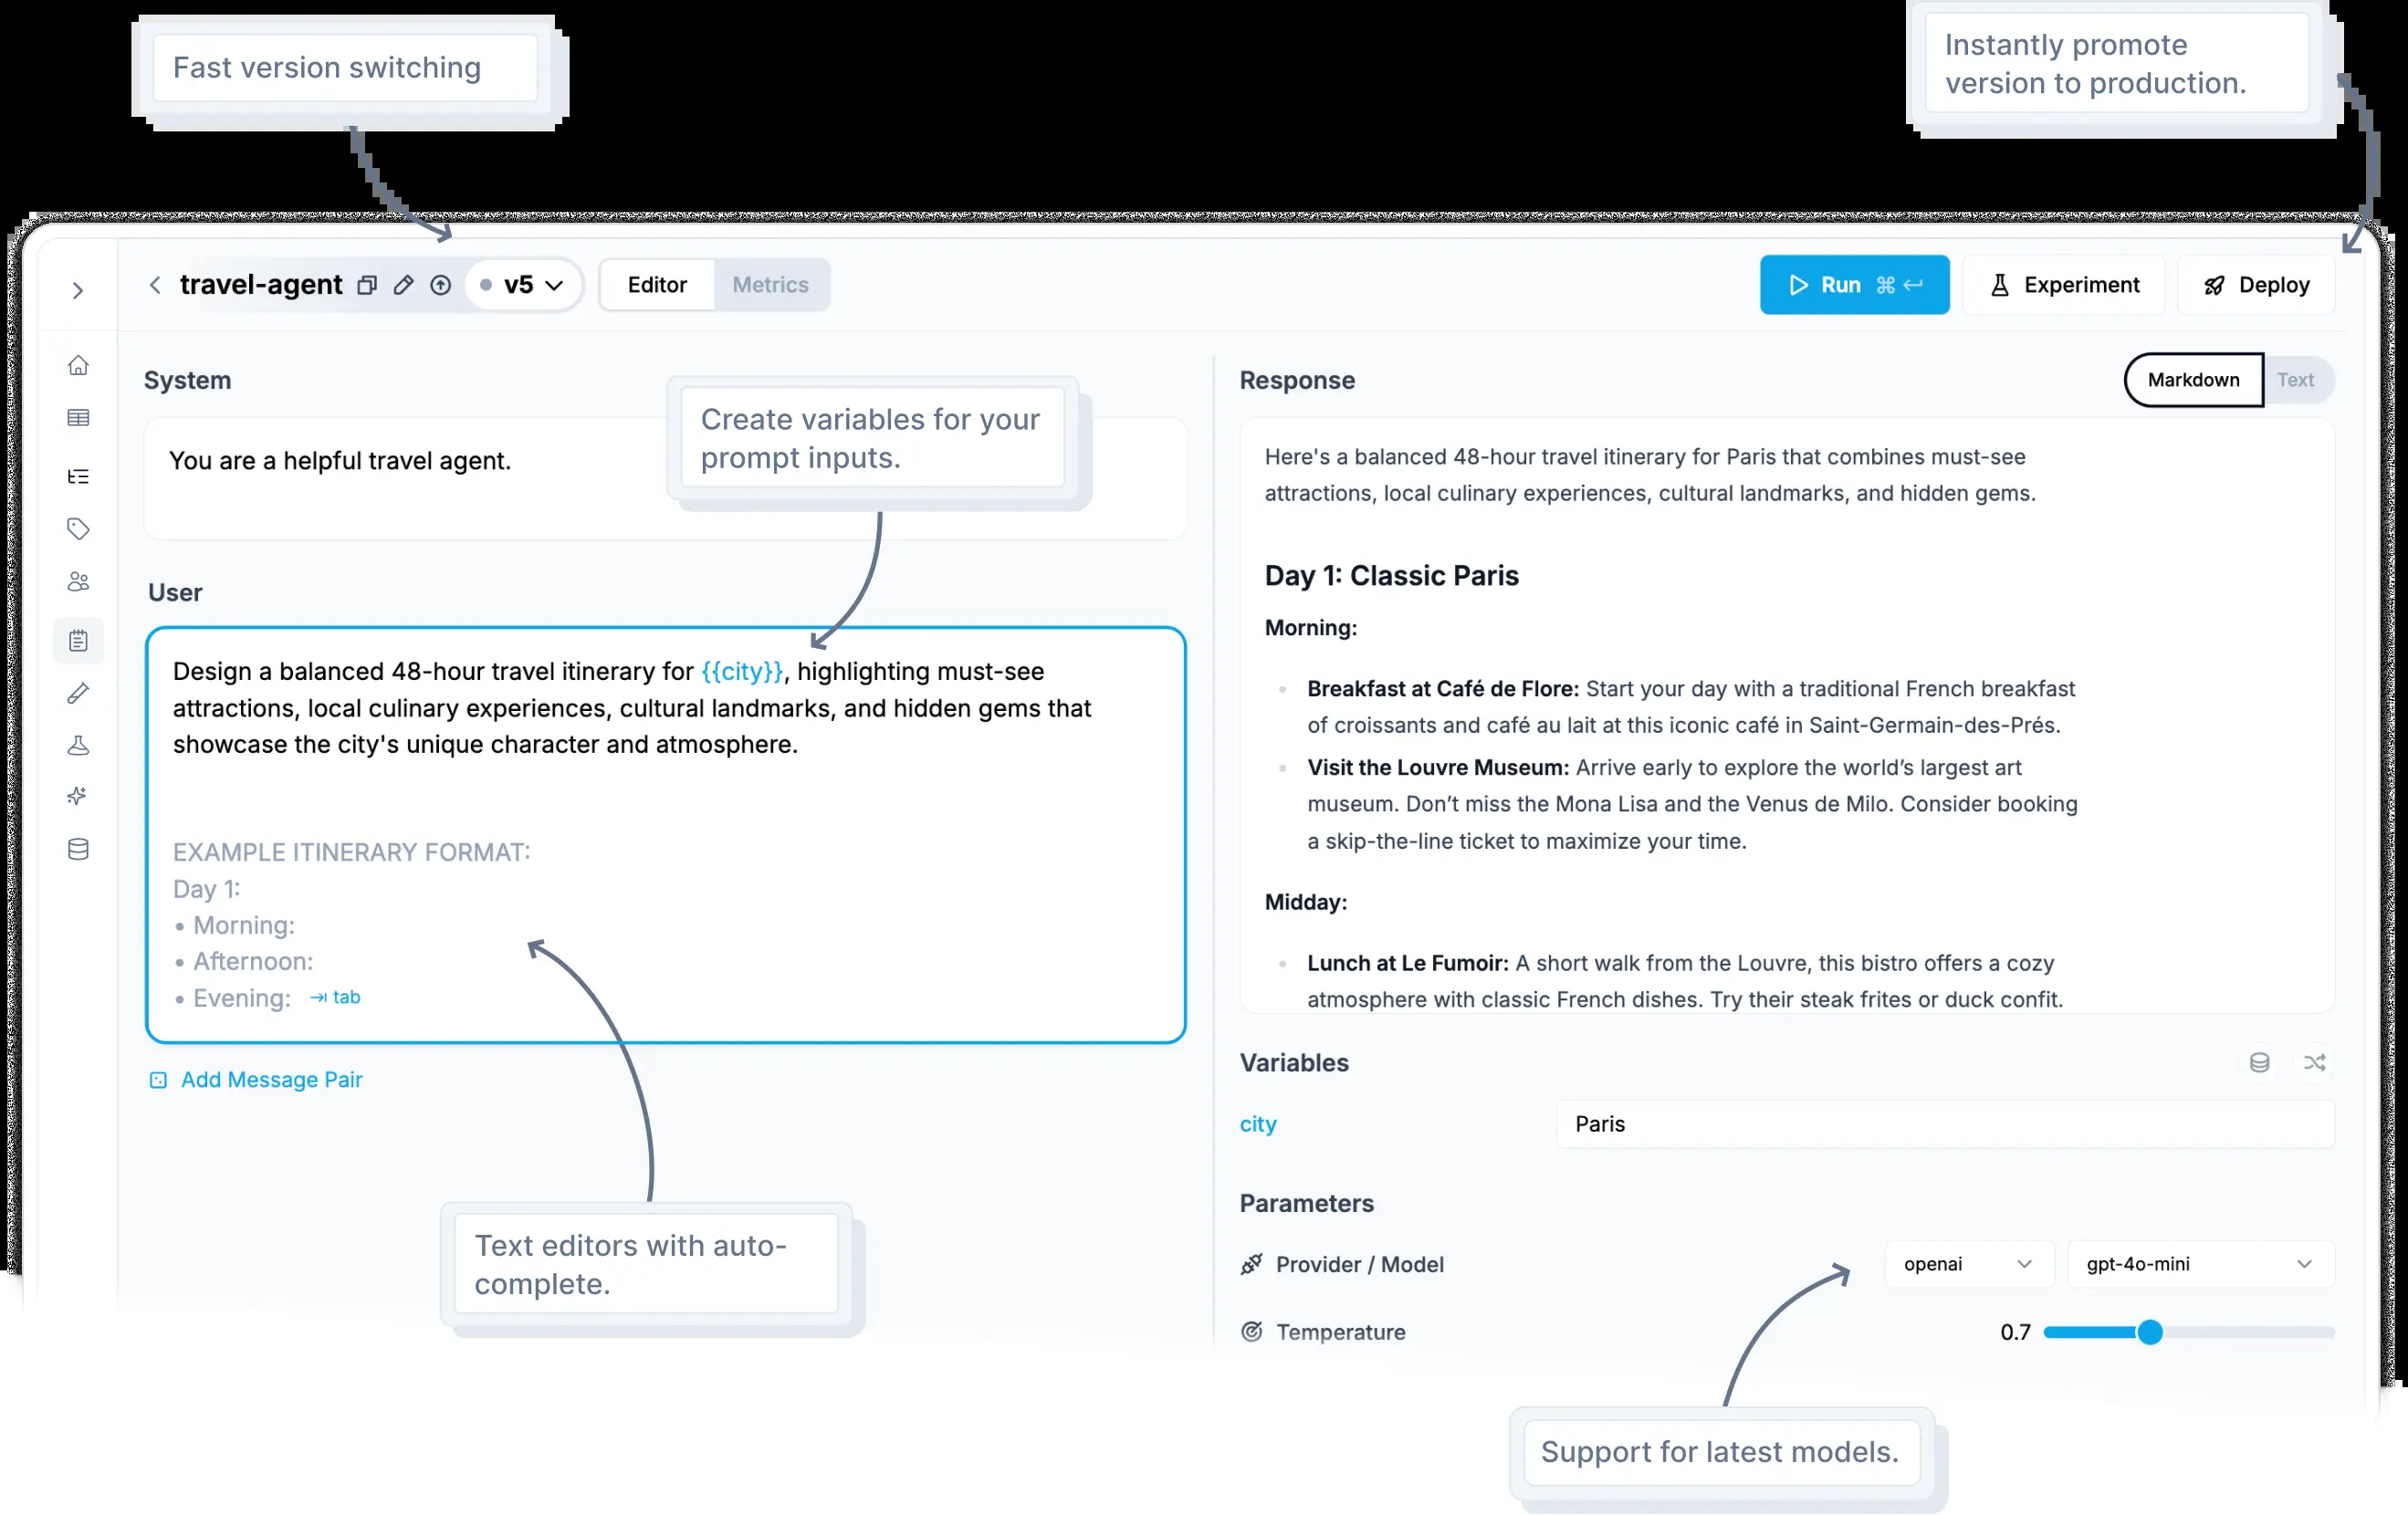 Fast version switching
Instantly promote
version to production.
travel-agent
v5
Editor
Metrics
Run ⌘ ↵
Experiment
Deploy
System
You are a helpful travel agent.
Create variables for your
prompt inputs.
User
Design a balanced 48-hour travel itinerary for {{city}}, highlighting must-see
attractions, local culinary experiences, cultural landmarks, and hidden gems that
showcase the city's unique character and atmosphere.
EXAMPLE ITINERARY FORMAT:
Day 1:
• Morning:
• Afternoon:
• Evening: tab
Add Message Pair
Text editors with auto-
complete.
Response
Markdown
Text
Here's a balanced 48-hour travel itinerary for Paris that combines must-see
attractions, local culinary experiences, cultural landmarks, and hidden gems.
Day 1: Classic Paris
Morning:
• Breakfast at Café de Flore: Start your day with a traditional French breakfast
of croissants and café au lait at this iconic café in Saint-Germain-des-Prés.
• Visit the Louvre Museum: Arrive early to explore the world’s largest art
museum. Don’t miss the Mona Lisa and the Venus de Milo. Consider booking
a skip-the-line ticket to maximize your time.
Midday:
• Lunch at Le Fumoir: A short walk from the Louvre, this bistro offers a cozy
atmosphere with classic French dishes. Try their steak frites or duck confit.
Variables
city
Paris
Parameters
Provider / Model
openai
gpt-4o-mini
Temperature
0.7
Support for latest models.